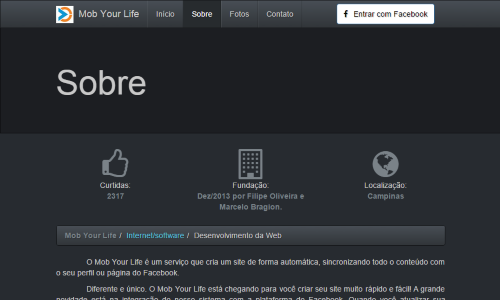 Mob Your Life Início Sobre Fotos Contato Entrar com Facebook
Sobre
Curtidas: Fundação: Localização:
2317 Dez/2013 por Filipe Oliveira e Campinas
Marcelo Bragion.
Mob Your Life / Internet/software / Desenvolvimento da Web
O Mob Your Life é um serviço que cria um site de forma automática, sincronizando todo o conteúdo com
o seu perfil ou página do Facebook.
Diferente e único. O Mob Your Life está chegando para você criar seu site muito rápido e fácil! A grande
novidade está na integração do nosso sistema com a plataforma do Facebook. Quando você atualizar sua